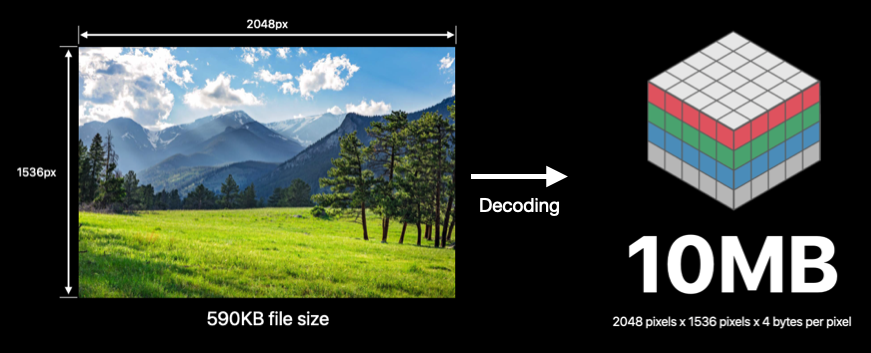 2048px
1536px
Decoding
590KB file size
10MB
2048 pixels x 1536 pixels x 4 bytes per pixel